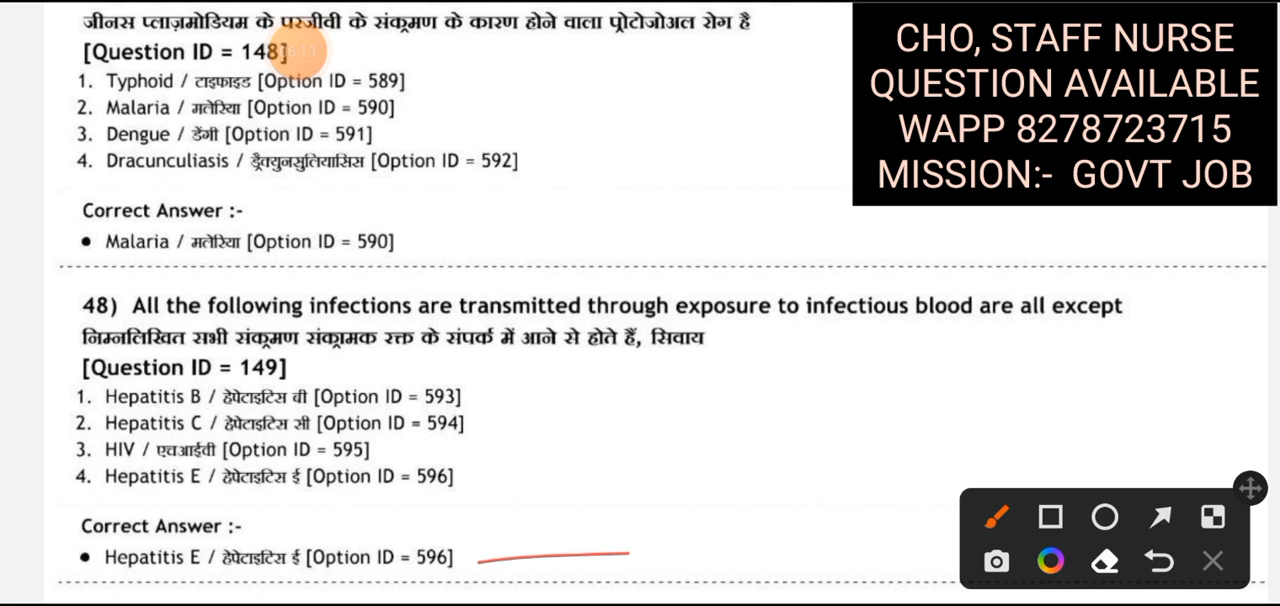 जीनस प्लाज़मोडियम के परजीवी के संक्रमण के कारण होने वाला प्रोटोजोअल रोग है
[Question ID = 148]
6:13
1. Typhoid / टाइफाइड [Option ID = 589]
2. Malaria / मलेरिया [Option ID = 590]
3. Dengue / डेंगी [Option ID = 591]
4. Dracunculiasis / ड्रैक्युनसुलियासिस [Option ID = 592]
Correct Answer :-
• Malaria / मलेरिया [Option ID = 590]
48) All the following infections are transmitted through exposure to infectious blood are all except
निम्नलिखित सभी संक्रमण संक्रामक रक्त के संपर्क में आने से होते हैं, सिवाय
[Question ID = 149]
1. Hepatitis B / हेपेटाइटिस बी [Option ID = 593]
2. Hepatitis C / हेपेटाइटिस सी [Option ID = 594]
3. HIV / एचआईवी [Option ID = 595]
4. Hepatitis E / हेपेटाइटिस ई [Option ID = 596]
Correct Answer :-
• Hepatitis E / हेपेटाइटिस ई [Option ID = 596]
CHO, STAFF NURSE
QUESTION AVAILABLE
WAPP 8278723715
MISSION:- GOVT JOB